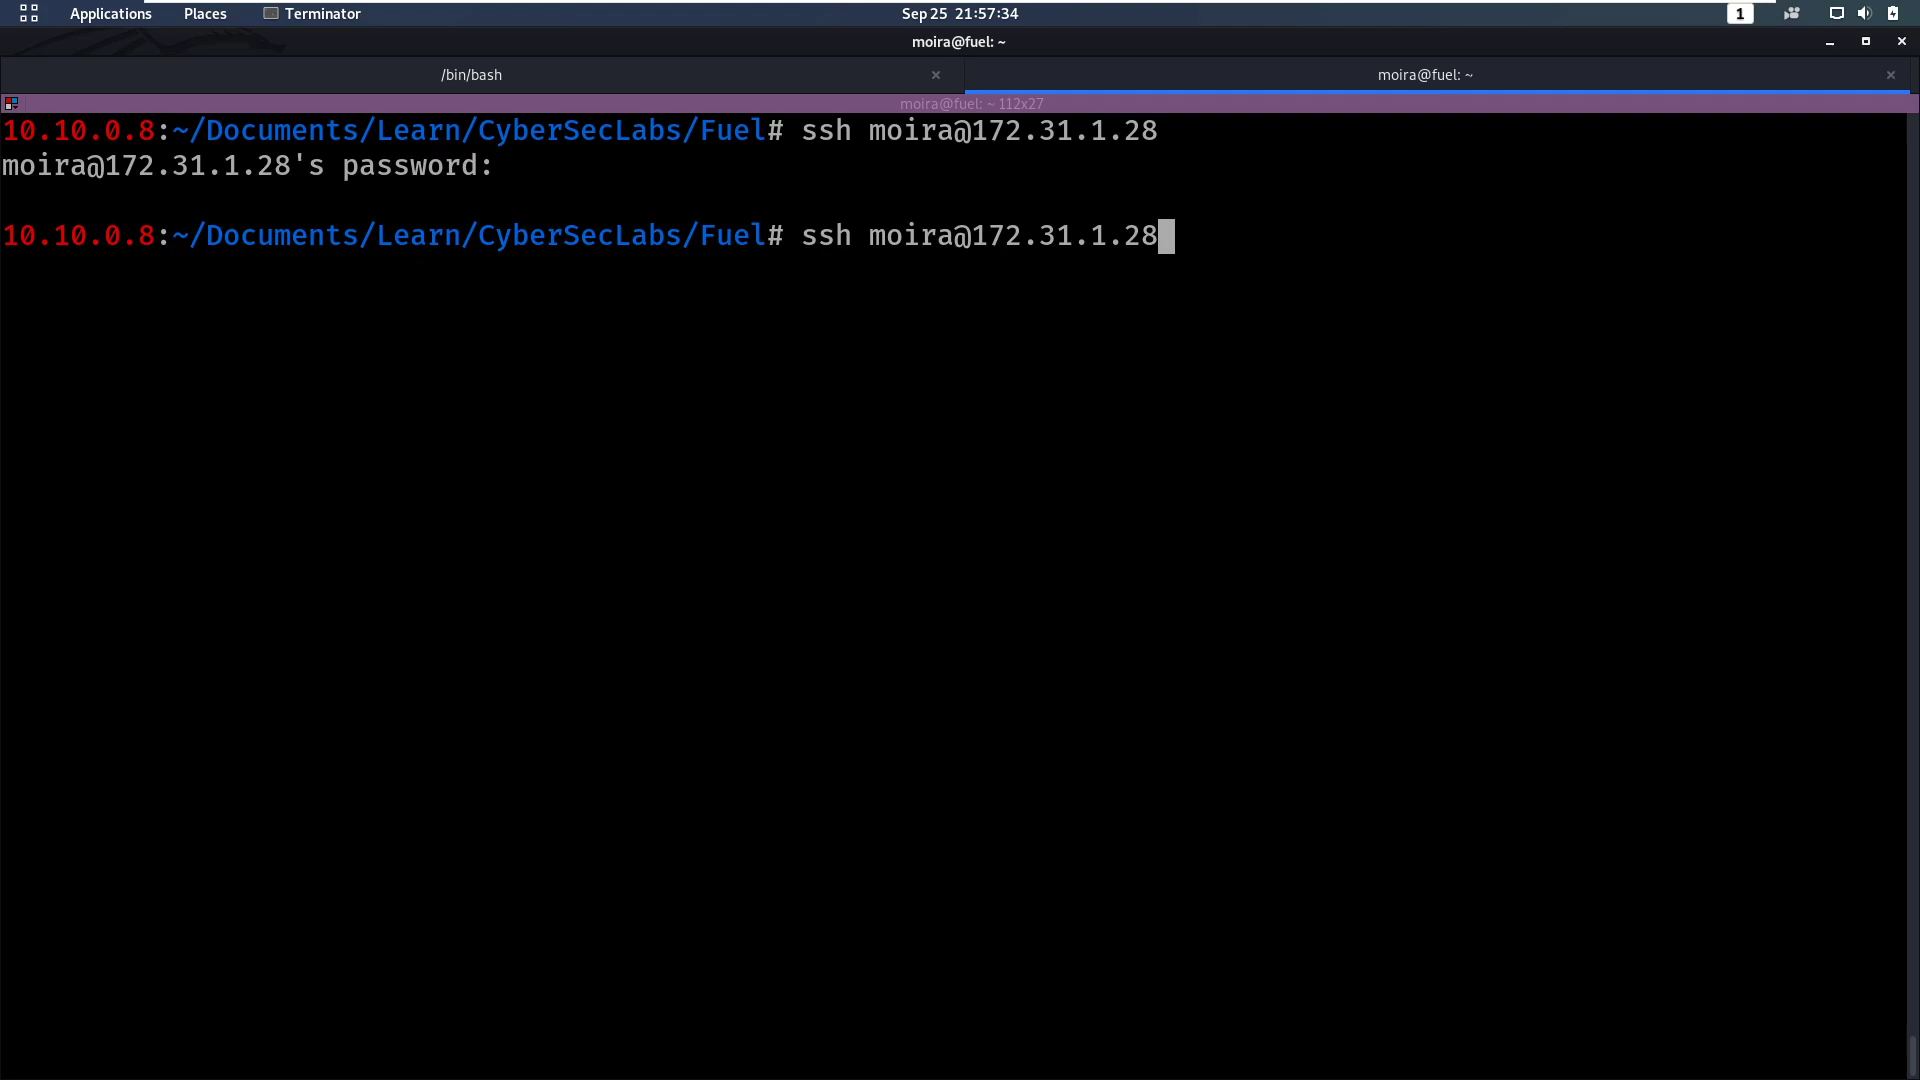 Applications Places Terminator Sep 25 21:57:34 1
moira@fuel: ~
/bin/bash moira@fuel: ~
moira@fuel: ~ 112x27
10.10.0.8:~/Documents/Learn/CyberSecLabs/Fuel# ssh moira@172.31.1.28
moira@172.31.1.28's password:
10.10.0.8:~/Documents/Learn/CyberSecLabs/Fuel# ssh moira@172.31.1.28